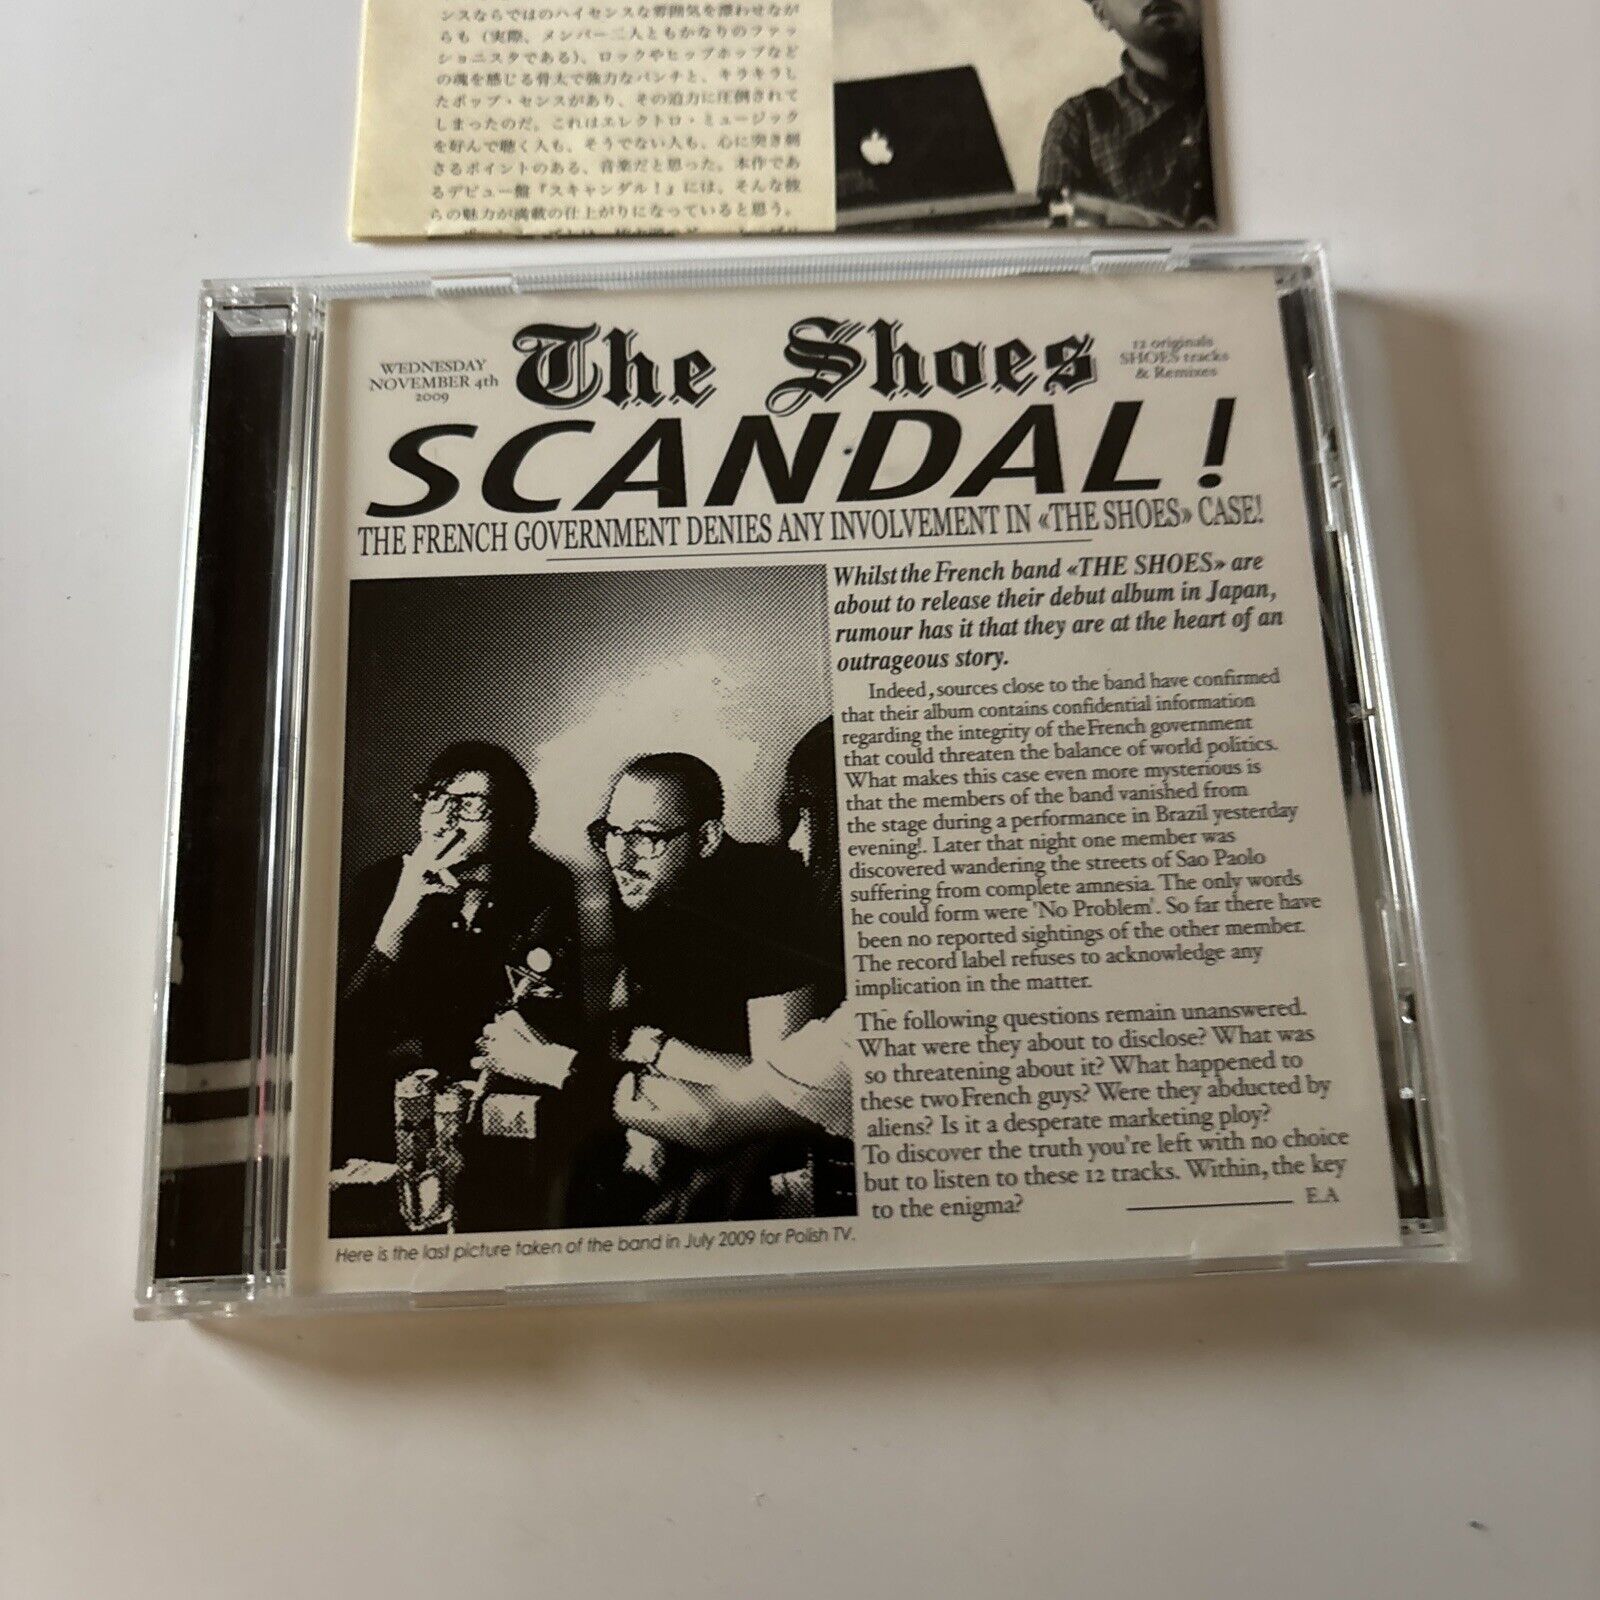 ンスならではのハイセンスな雰囲気を漂わせなが
らも（実際、メンバー二人ともかなりのファッ
ショニスタである）、ロックやヒップホップなど
の魂を感じる骨太で強力なパンチと、キラキラし
たポップ・センスがあり、その迫力に圧倒されて
しまったのだ。これはエレクトロ・ミュージック
を好んで聴く人も、そうでない人も、心に突き刺
さるポイントのある、音楽だと思った。本作であ
るデビュー盤『スキャンダル！』には、そんな彼
らの魅力が満載の仕上がりになっていると思う。
WEDNESDAY
NOVEMBER 4th
2009
The Shoes
12 originals
SHOES tracks
& Remixes
SCANDAL!
THE FRENCH GOVERNMENT DENIES ANY INVOLVEMENT IN «THE SHOES» CASE!
Whilst the French band «THE SHOES» are
about to release their debut album in Japan,
rumour has it that they are at the heart of an
outrageous story.
Indeed, sources close to the band have confirmed
that their album contains confidential information
regarding the integrity of the French government
that could threaten the balance of world politics.
What makes this case even more mysterious is
that the members of the band vanished from
the stage during a performance in Brazil yesterday
evening!. Later that night one member was
discovered wandering the streets of Sao Paolo
suffering from complete amnesia. The only words
he could form were 'No Problem'. So far there have
been no reported sightings of the other member.
The record label refuses to acknowledge any
implication in the matter.
The following questions remain unanswered.
What were they about to disclose? What was
so threatening about it? What happened to
these two French guys? Were they abducted by
aliens? Is it a desperate marketing ploy?
To discover the truth you're left with no choice
but to listen to these 12 tracks. Within, the key
to the enigma?
E.A
Here is the last picture taken of the band in July 2009 for Polish TV.